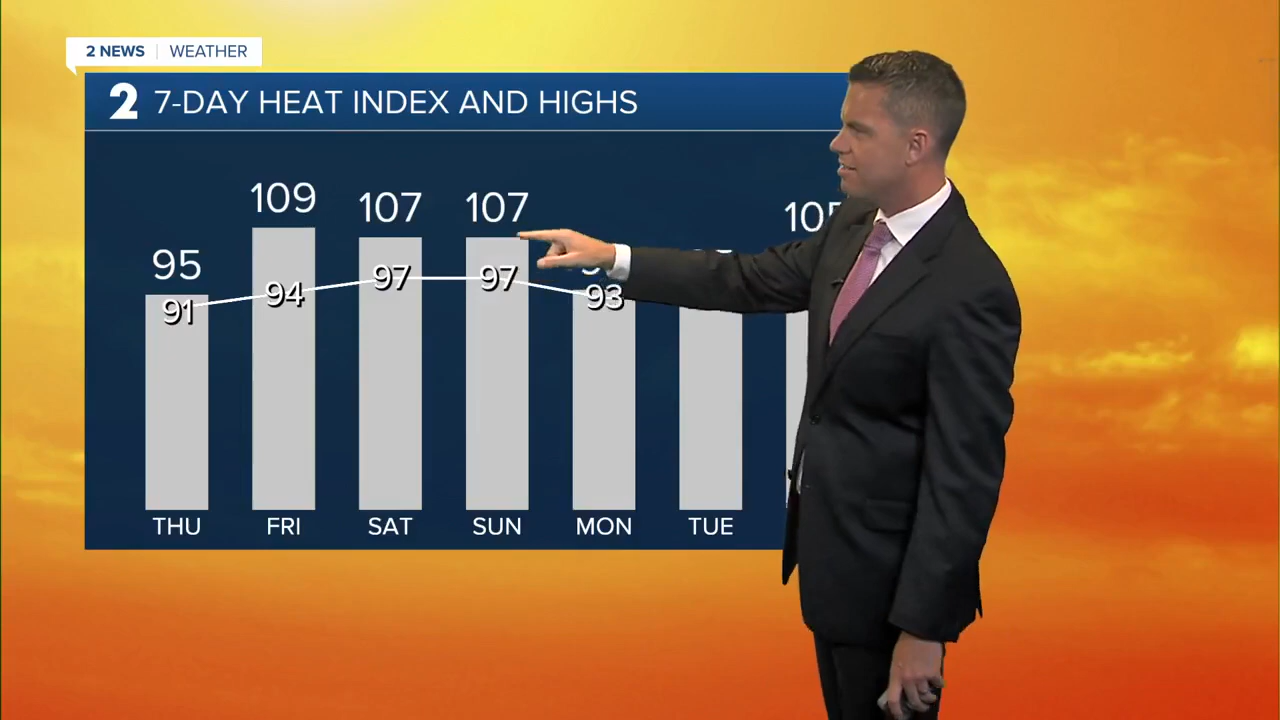 2 NEWS | WEATHER
2 7-DAY HEAT INDEX AND HIGHS
95 109 107 107
91 94 97 97 93
THU FRI SAT SUN MON TUE